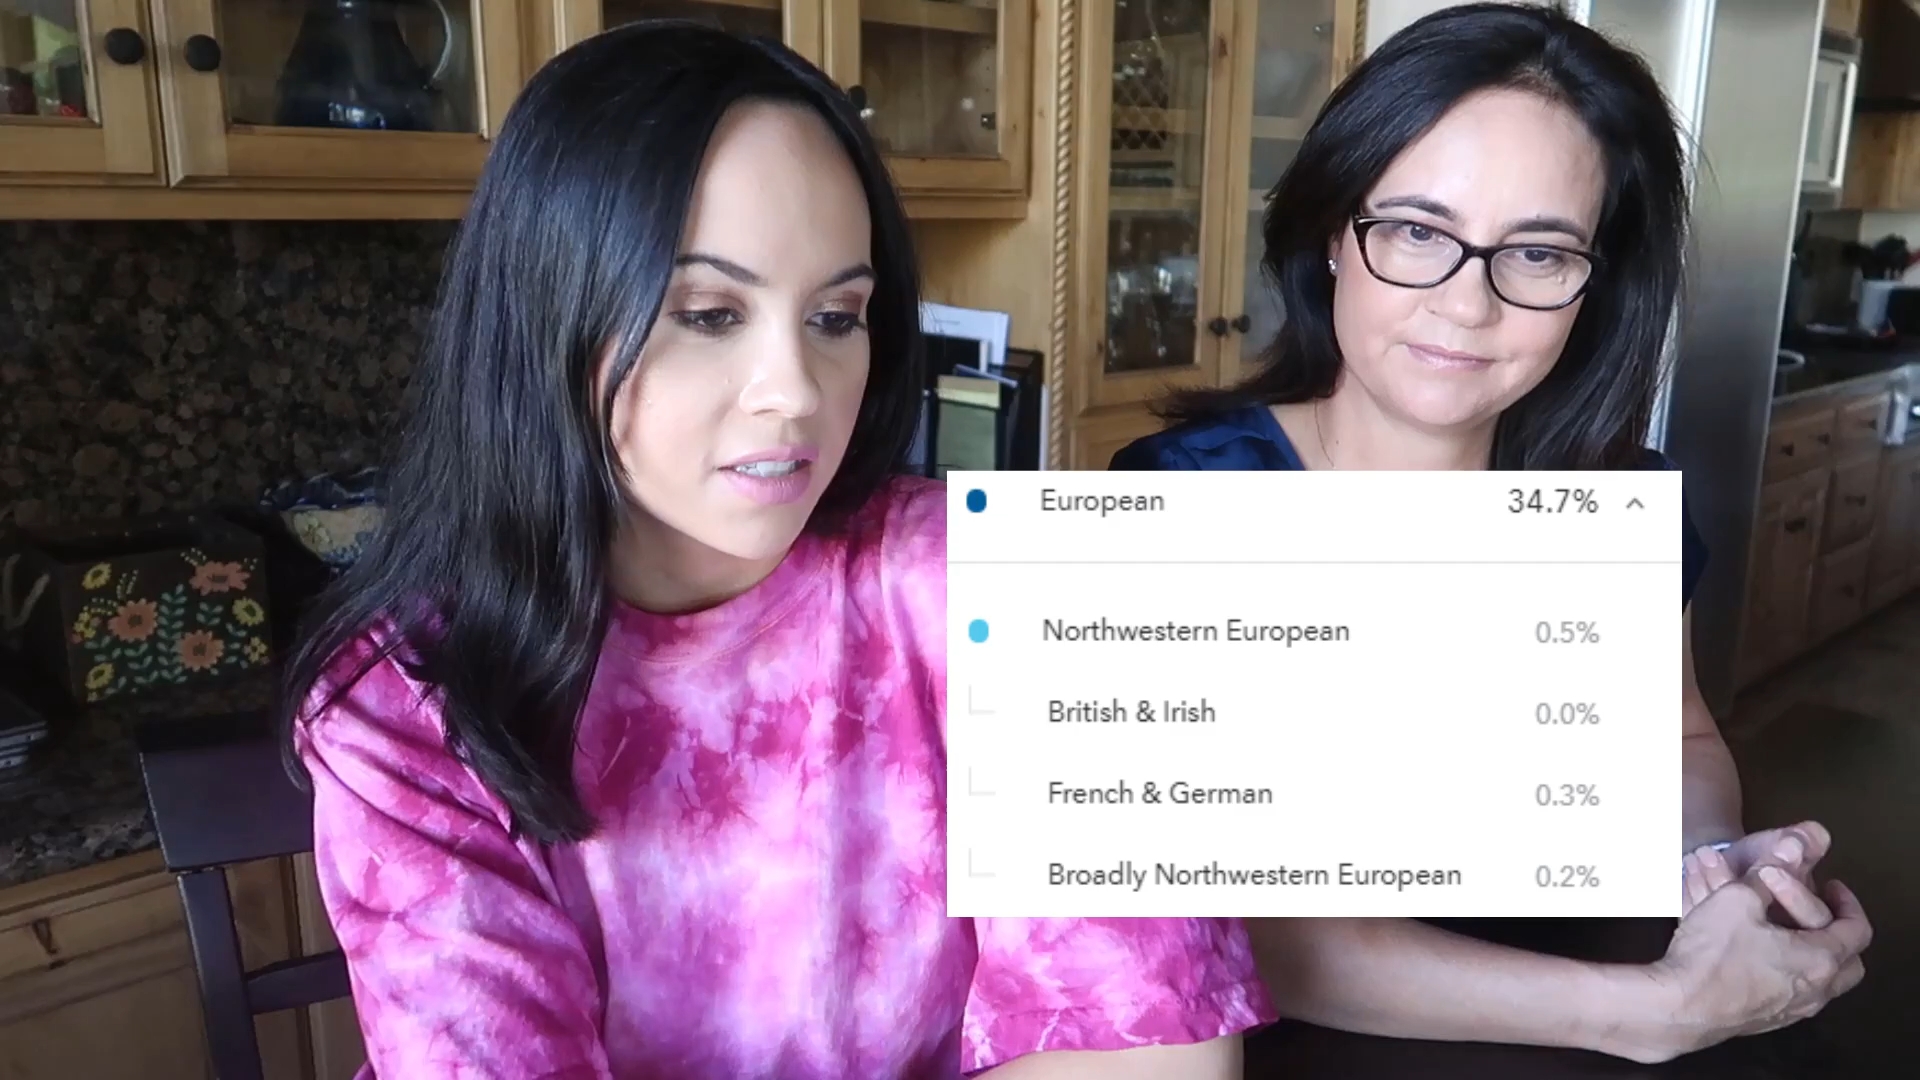 European 34.7%
Northwestern European 0.5%
British & Irish 0.0%
French & German 0.3%
Broadly Northwestern European 0.2%